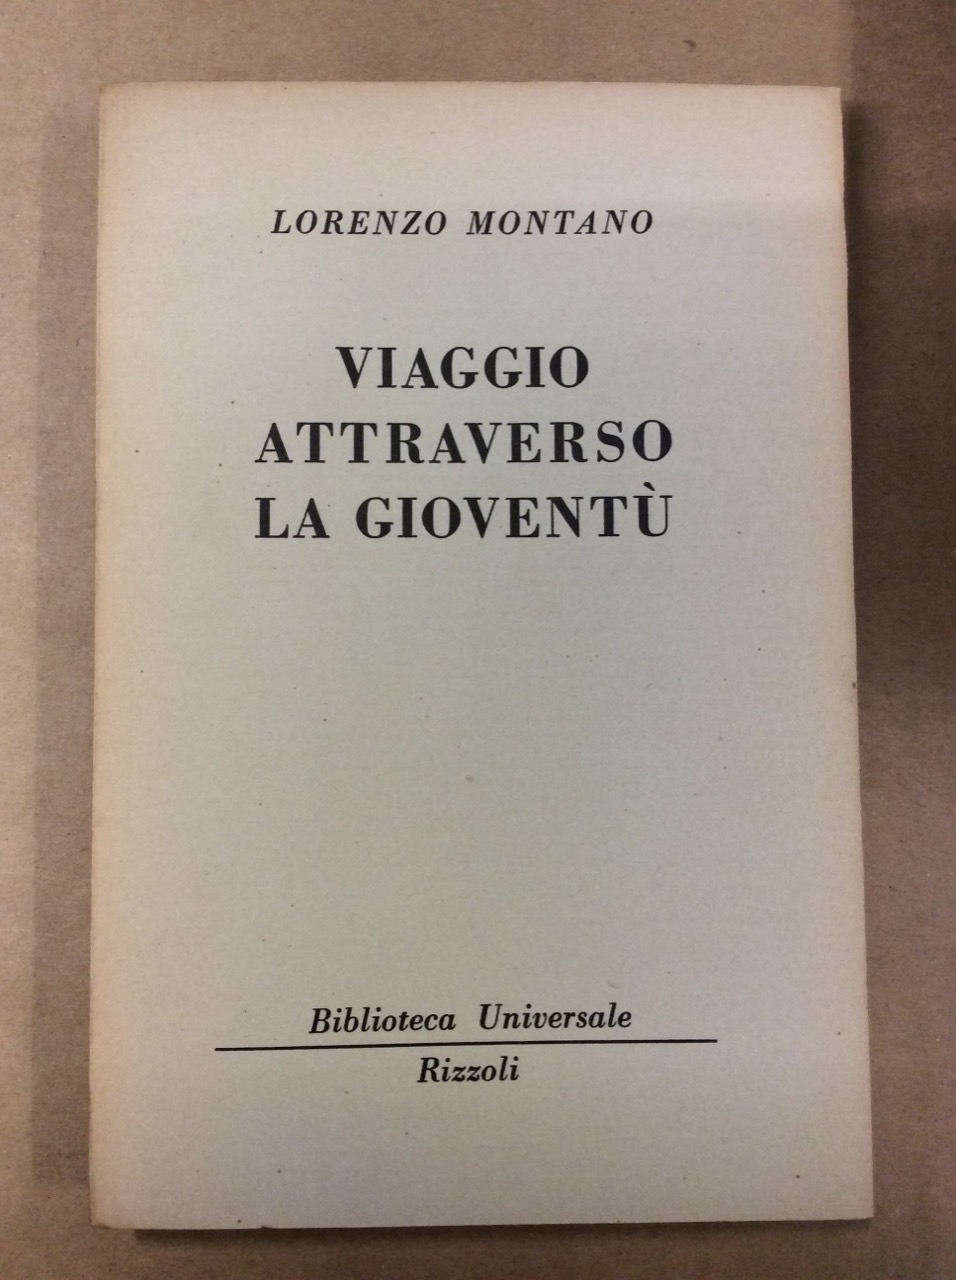 LORENZO MONTANO
VIAGGIO
ATTRAVERSO
LA GIOVENTÙ
Biblioteca Universale
Rizzoli